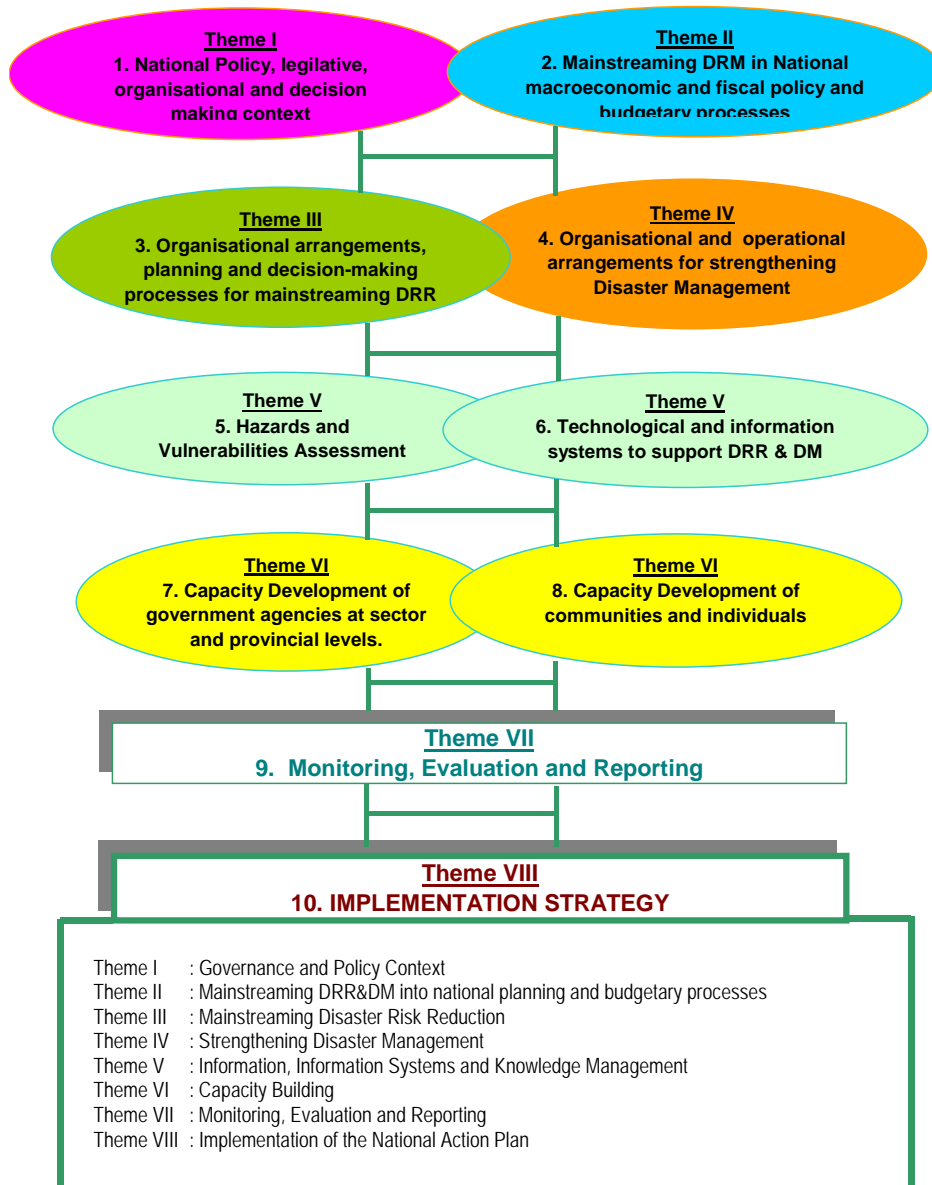 Theme I
1. National Policy, legilative,
organisational and decision
making context
Theme II
2. Mainstreaming DRM in National
macroeconomic and fiscal policy and
budgetary processes
Theme III
3. Organisational arrangements,
planning and decision-making
processes for mainstreaming DRR
Theme IV
4. Organisational and operational
arrangements for strengthening
Disaster Management
Theme V
5. Hazards and
Vulnerabilities Assessment
Theme V
6. Technological and information
systems to support DRR & DM
Theme VI
7. Capacity Development of
government agencies at sector
and provincial levels.
Theme VI
8. Capacity Development of
communities and individuals
Theme VII
9. Monitoring, Evaluation and Reporting
Theme VIII
10. IMPLEMENTATION STRATEGY
Theme I : Governance and Policy Context
Theme II : Mainstreaming DRR&DM into national planning and budgetary processes
Theme III : Mainstreaming Disaster Risk Reduction
Theme IV : Strengthening Disaster Management
Theme V : Information, Information Systems and Knowledge Management
Theme VI : Capacity Building
Theme VII : Monitoring, Evaluation and Reporting
Theme VIII : Implementation of the National Action Plan